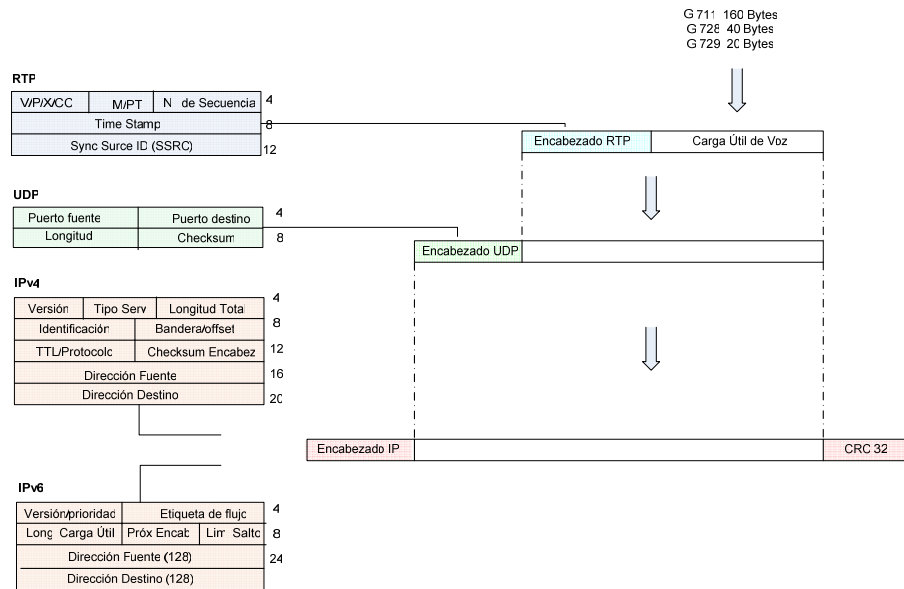 G 711 160 Bytes
G 728 40 Bytes
G 729 20 Bytes
RTP
V/P/X/CC M/PT N de Secuencia 4
Time Stamp 8
Sync Surce ID (SSRC) 12
Encabezado RTP Carga Útil de Voz
UDP
Puerto fuente Puerto destino 4
Longitud Checksum 8
Encabezado UDP
IPv4
Versión Tipo Serv Longitud Total 4
Identificación Bandera/offset 8
TTL/Protocolo Checksum Encabez 12
Dirección Fuente 16
Dirección Destino 20
Encabezado IP CRC 32
IPv6
Versión/prioridad Etiqueta de flujo 4
Long Carga Útil Próx Encab Lim Salto 8
Dirección Fuente (128) 24
Dirección Destino (128)